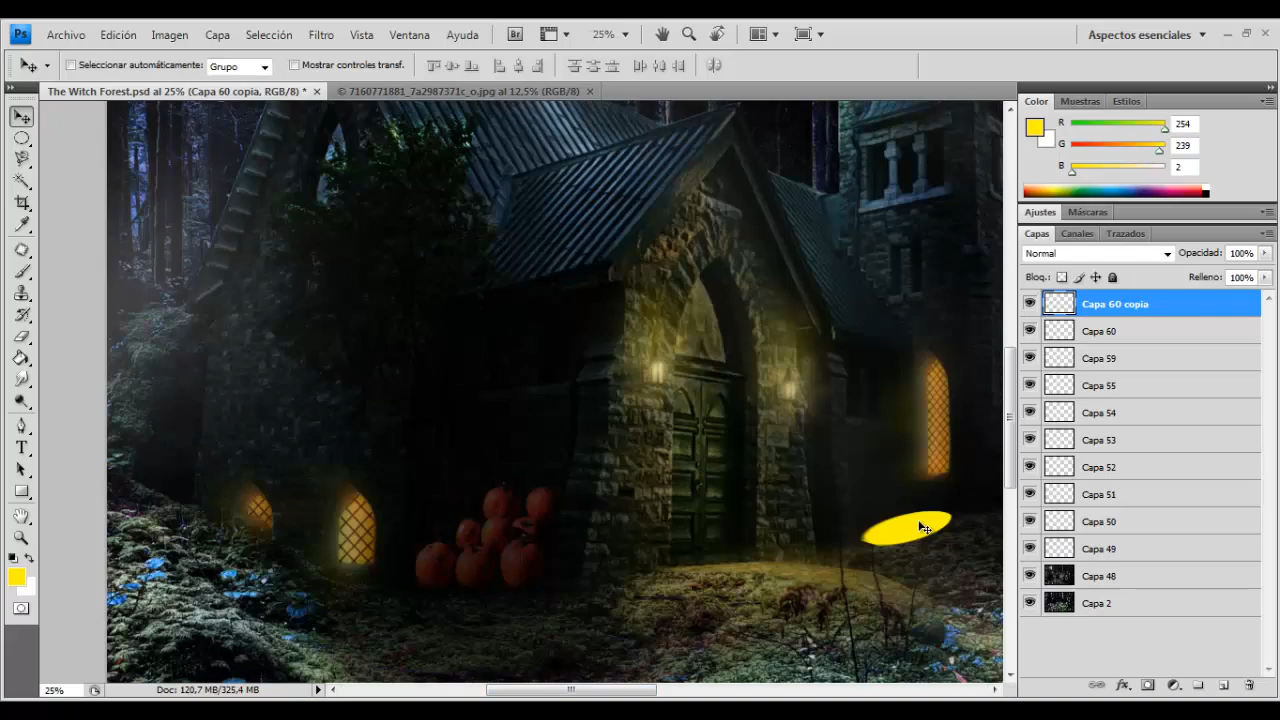 Ps Archivo Edición Imagen Capa Selección Filtro Vista Ventana Ayuda Br 25% Aspectos esenciales
Seleccionar automáticamente: Grupo Mostrar controles transf.
The Witch Forest.psd al 25% (Capa 60 copia, RGB/8) * × © 7160771881_7a2987371c_o.jpg al 12,5% (RGB/8) ×
Color Muestras Estilos
R 254
G 239
B 2
Ajustes Máscaras
Capas Canales Trazados
Normal Opacidad: 100%
Bloq.: Relleno: 100%
Capa 60 copia
Capa 60
Capa 59
Capa 55
Capa 54
Capa 53
Capa 52
Capa 51
Capa 50
Capa 49
Capa 48
Capa 2
T
25% Doc: 120,7 MB/325,4 MB
fx